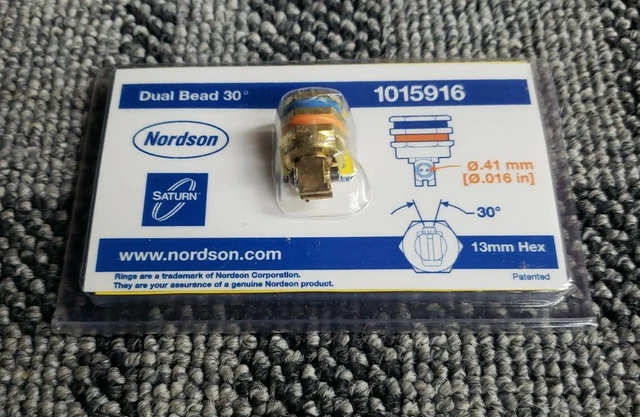 Dual Bead 30°
1015916
Nordson
SATURN™
Ø.41 mm
[Ø.016 in]
30°
13mm Hex
www.nordson.com
Rings are a trademark of Nordson Corporation.
They are your assurance of a genuine Nordson product.
Patented